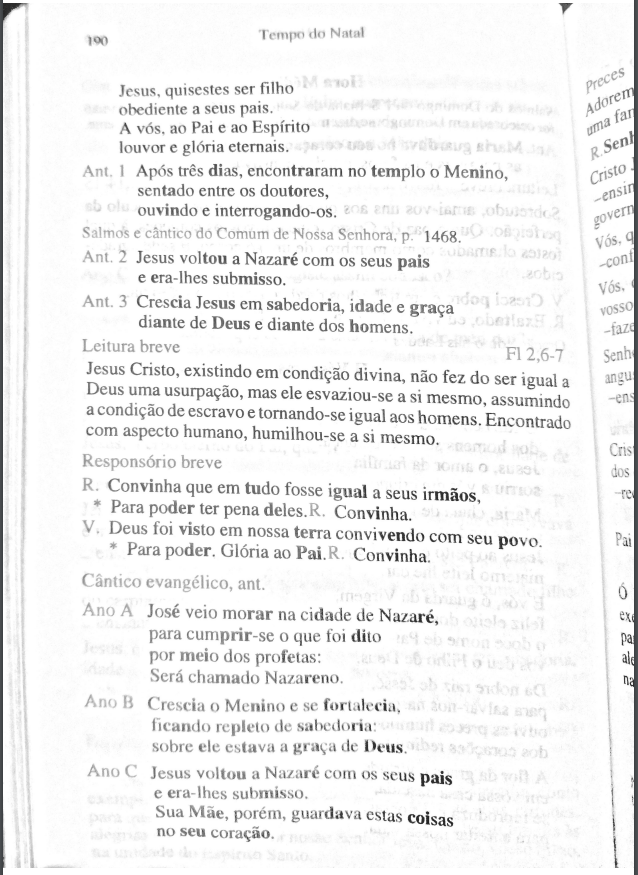 190
Tempo do Natal
Jesus, quisestes ser filho
obediente a seus pais.
A vós, ao Pai e ao Espírito
louvor e glória eternais.
Ant. 1 Após três dias, encontraram no templo o Menino,
sentado entre os doutores,
ouvindo e interrogando-os.
Salmos e cântico do Comum de Nossa Senhora, p. 1468.
Ant. 2 Jesus voltou a Nazaré com os seus pais
e era-lhes submisso.
Ant. 3 Crescia Jesus em sabedoria, idade e graça
diante de Deus e diante dos homens.
Leitura breve Fl 2,6-7
Jesus Cristo, existindo em condição divina, não fez do ser igual a
Deus uma usurpação, mas ele esvaziou-se a si mesmo, assumindo
a condição de escravo e tornando-se igual aos homens. Encontrado
com aspecto humano, humilhou-se a si mesmo.
Responsório breve
R. Convinha que em tudo fosse igual a seus irmãos,
* Para poder ter pena deles. R. Convinha.
V. Deus foi visto em nossa terra convivendo com seu povo.
* Para poder. Glória ao Pai. R. Convinha.
Cântico evangélico, ant.
Ano A José veio morar na cidade de Nazaré,
para cumprir-se o que foi dito
por meio dos profetas:
Será chamado Nazareno.
Ano B Crescia o Menino e se fortalecia,
ficando repleto de sabedoria:
sobre ele estava a graça de Deus.
Ano C Jesus voltou a Nazaré com os seus pais
e era-lhes submisso.
Sua Mãe, porém, guardava estas coisas
no seu coração.
Preces
Adorem
uma
R. Senh
Cristo
–ensin
govern
Vós, q
–conf
Vós,
vosso
–faze
Senh
angu
–ens
Cris
dos
–re
Pai
Ó
exe
pa
ale
na